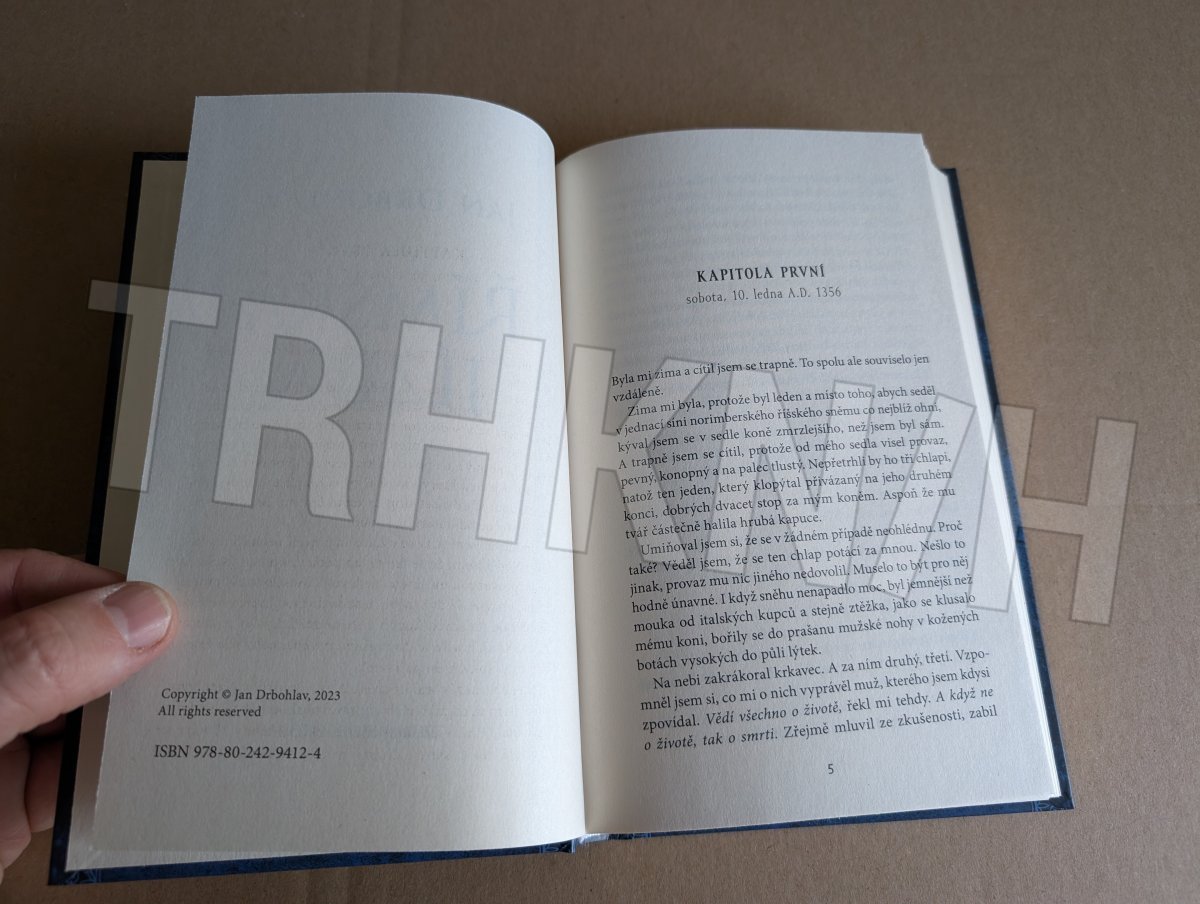 Copyright © Jan Drbohlav, 2023
All rights reserved
ISBN 978-80-242-9412-4
KAPITOLA PRVNÍ
sobota, 10. ledna A.D. 1356
Byla mi zima a cítil jsem se trapně. To spolu ale souviselo jen
vzdáleně.
Zima mi byla, protože byl leden a místo toho, abych seděl
v jednací síni norimberského říšského sněmu co nejblíž ohni,
kýval jsem se v sedle koně zmrzlejšího, než jsem byl sám.
A trapně jsem se cítil, protože od mého sedla visel provaz,
pevný, konopný a na palec tlustý. Nepřetrhli by ho tři chlapi,
natož ten jeden, který klopýtal přivázaný na jeho druhém
konci, dobrých dvacet stop za mým koněm. Aspoň že mu
tvář částečně halila hrubá kapuce.
Umiňoval jsem si, že se v žádném případě neohlédnu. Proč
také? Věděl jsem, že se ten chlap potácí za mnou. Nešlo to
jinak, provaz mu nic jiného nedovolil. Muselo to být pro něj
hodně únavné. I když sněhu nenapadlo moc, byl jemnější než
mouka od italských kupců a stejně ztěžka, jako se klusalo
mému koni, bořily se do prašanu mužské nohy v kožených
botách vysokých do půli lýtek.
Na nebi zakrákoral krkavec. A za ním druhý, třetí. Vzpo-
mněl jsem si, co mi o nich vyprávěl muž, kterého jsem kdysi
zpovídal. Vědí všechno o životě, řekl mi tehdy. A když ne
o životě, tak o smrti. Zřejmě mluvil ze zkušenosti, zabil
5
TRHKNIH